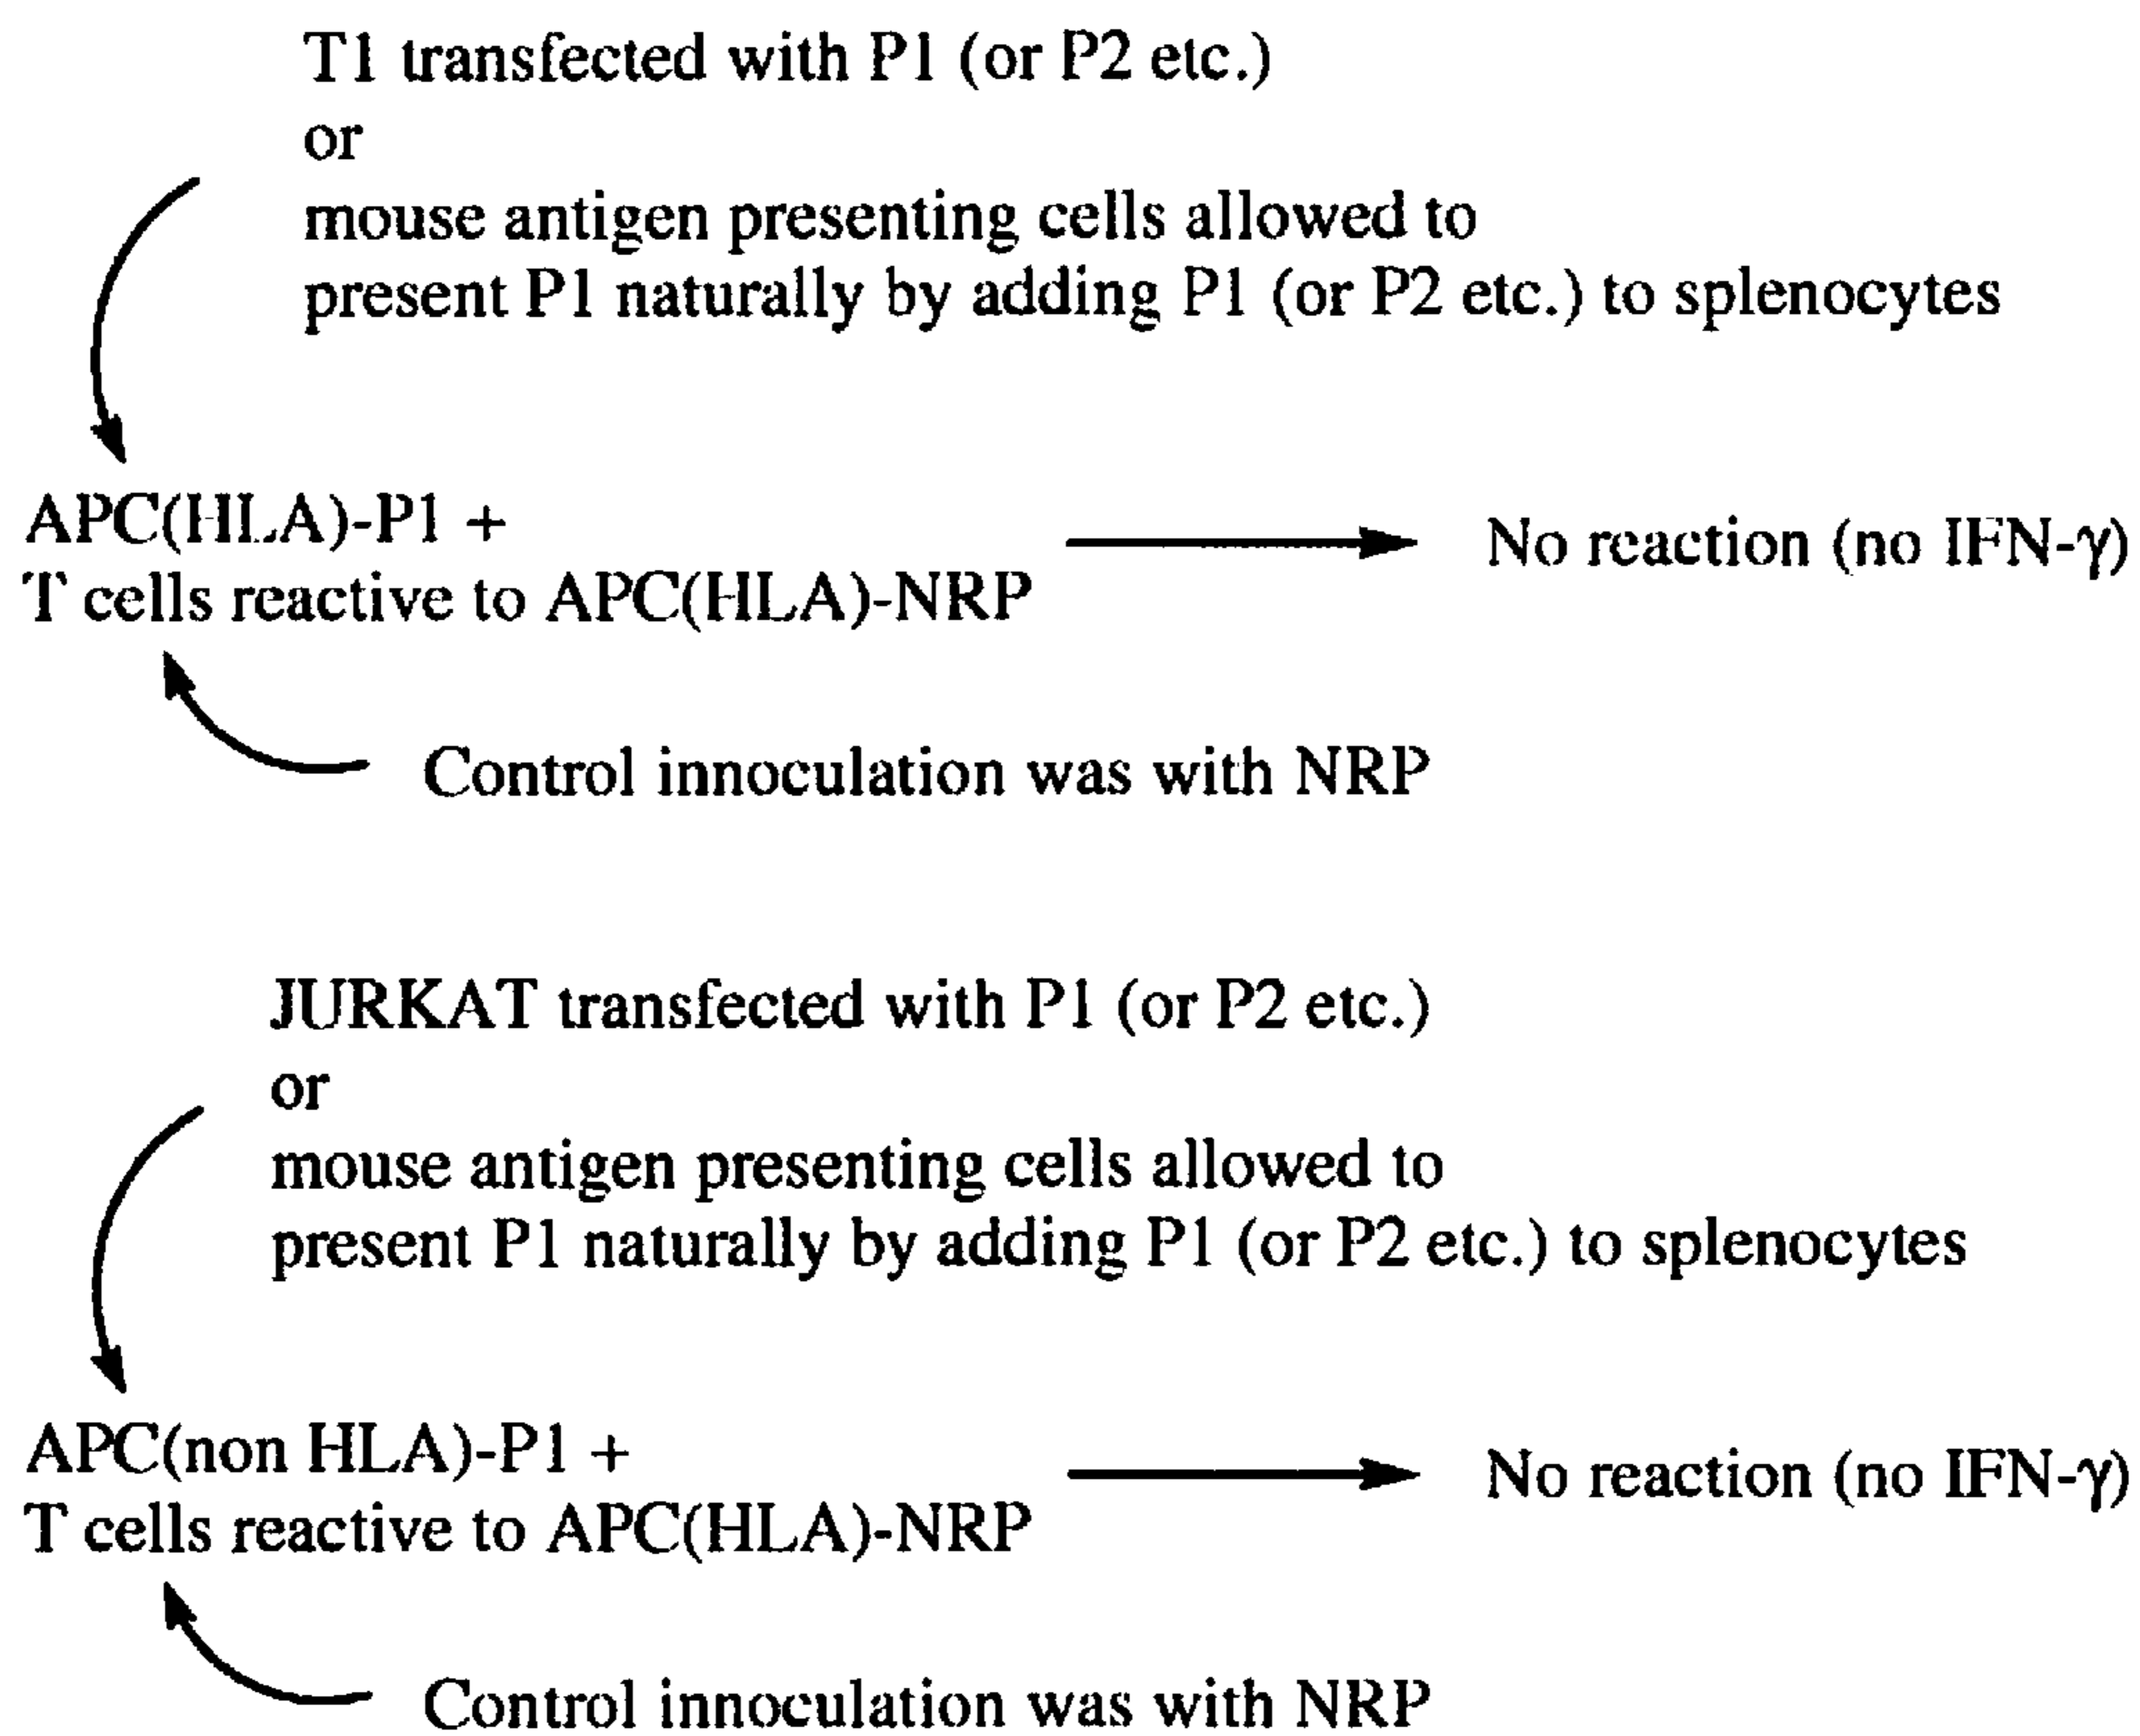 T1 transfected with P1 (or P2 etc.)
or
mouse antigen presenting cells allowed to
present P1 naturally by adding P1 (or P2 etc.) to splenocytes
APC(HLA)-P1 +
T cells reactive to APC(HLA)-NRP
No reaction (no IFN-γ)
Control innoculation was with NRP
JURKAT transfected with P1 (or P2 etc.)
or
mouse antigen presenting cells allowed to
present P1 naturally by adding P1 (or P2 etc.) to splenocytes
APC(non HLA)-P1 +
T cells reactive to APC(HLA)-NRP
No reaction (no IFN-γ)
Control innoculation was with NRP